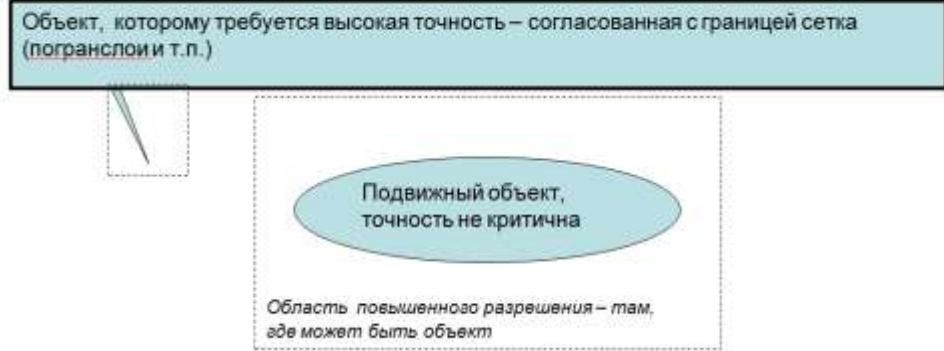 Объект, которому требуется высокая точность – согласованная с границей сетка
(погранслои и т.п.)
Подвижный объект,
точность не критична
Область повышенного разрешения – там,
где может быть объект